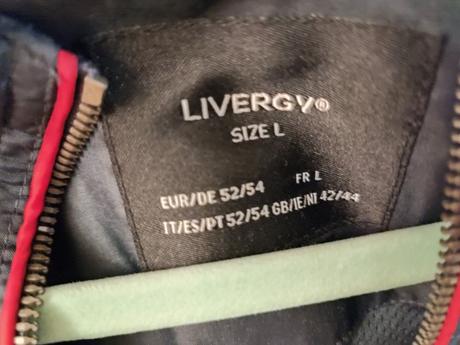 LIVERGY®
SIZE L
EUR/DE 52/54 FR L
IT/ES/PT 52/54 GB/IE/NI 42/44